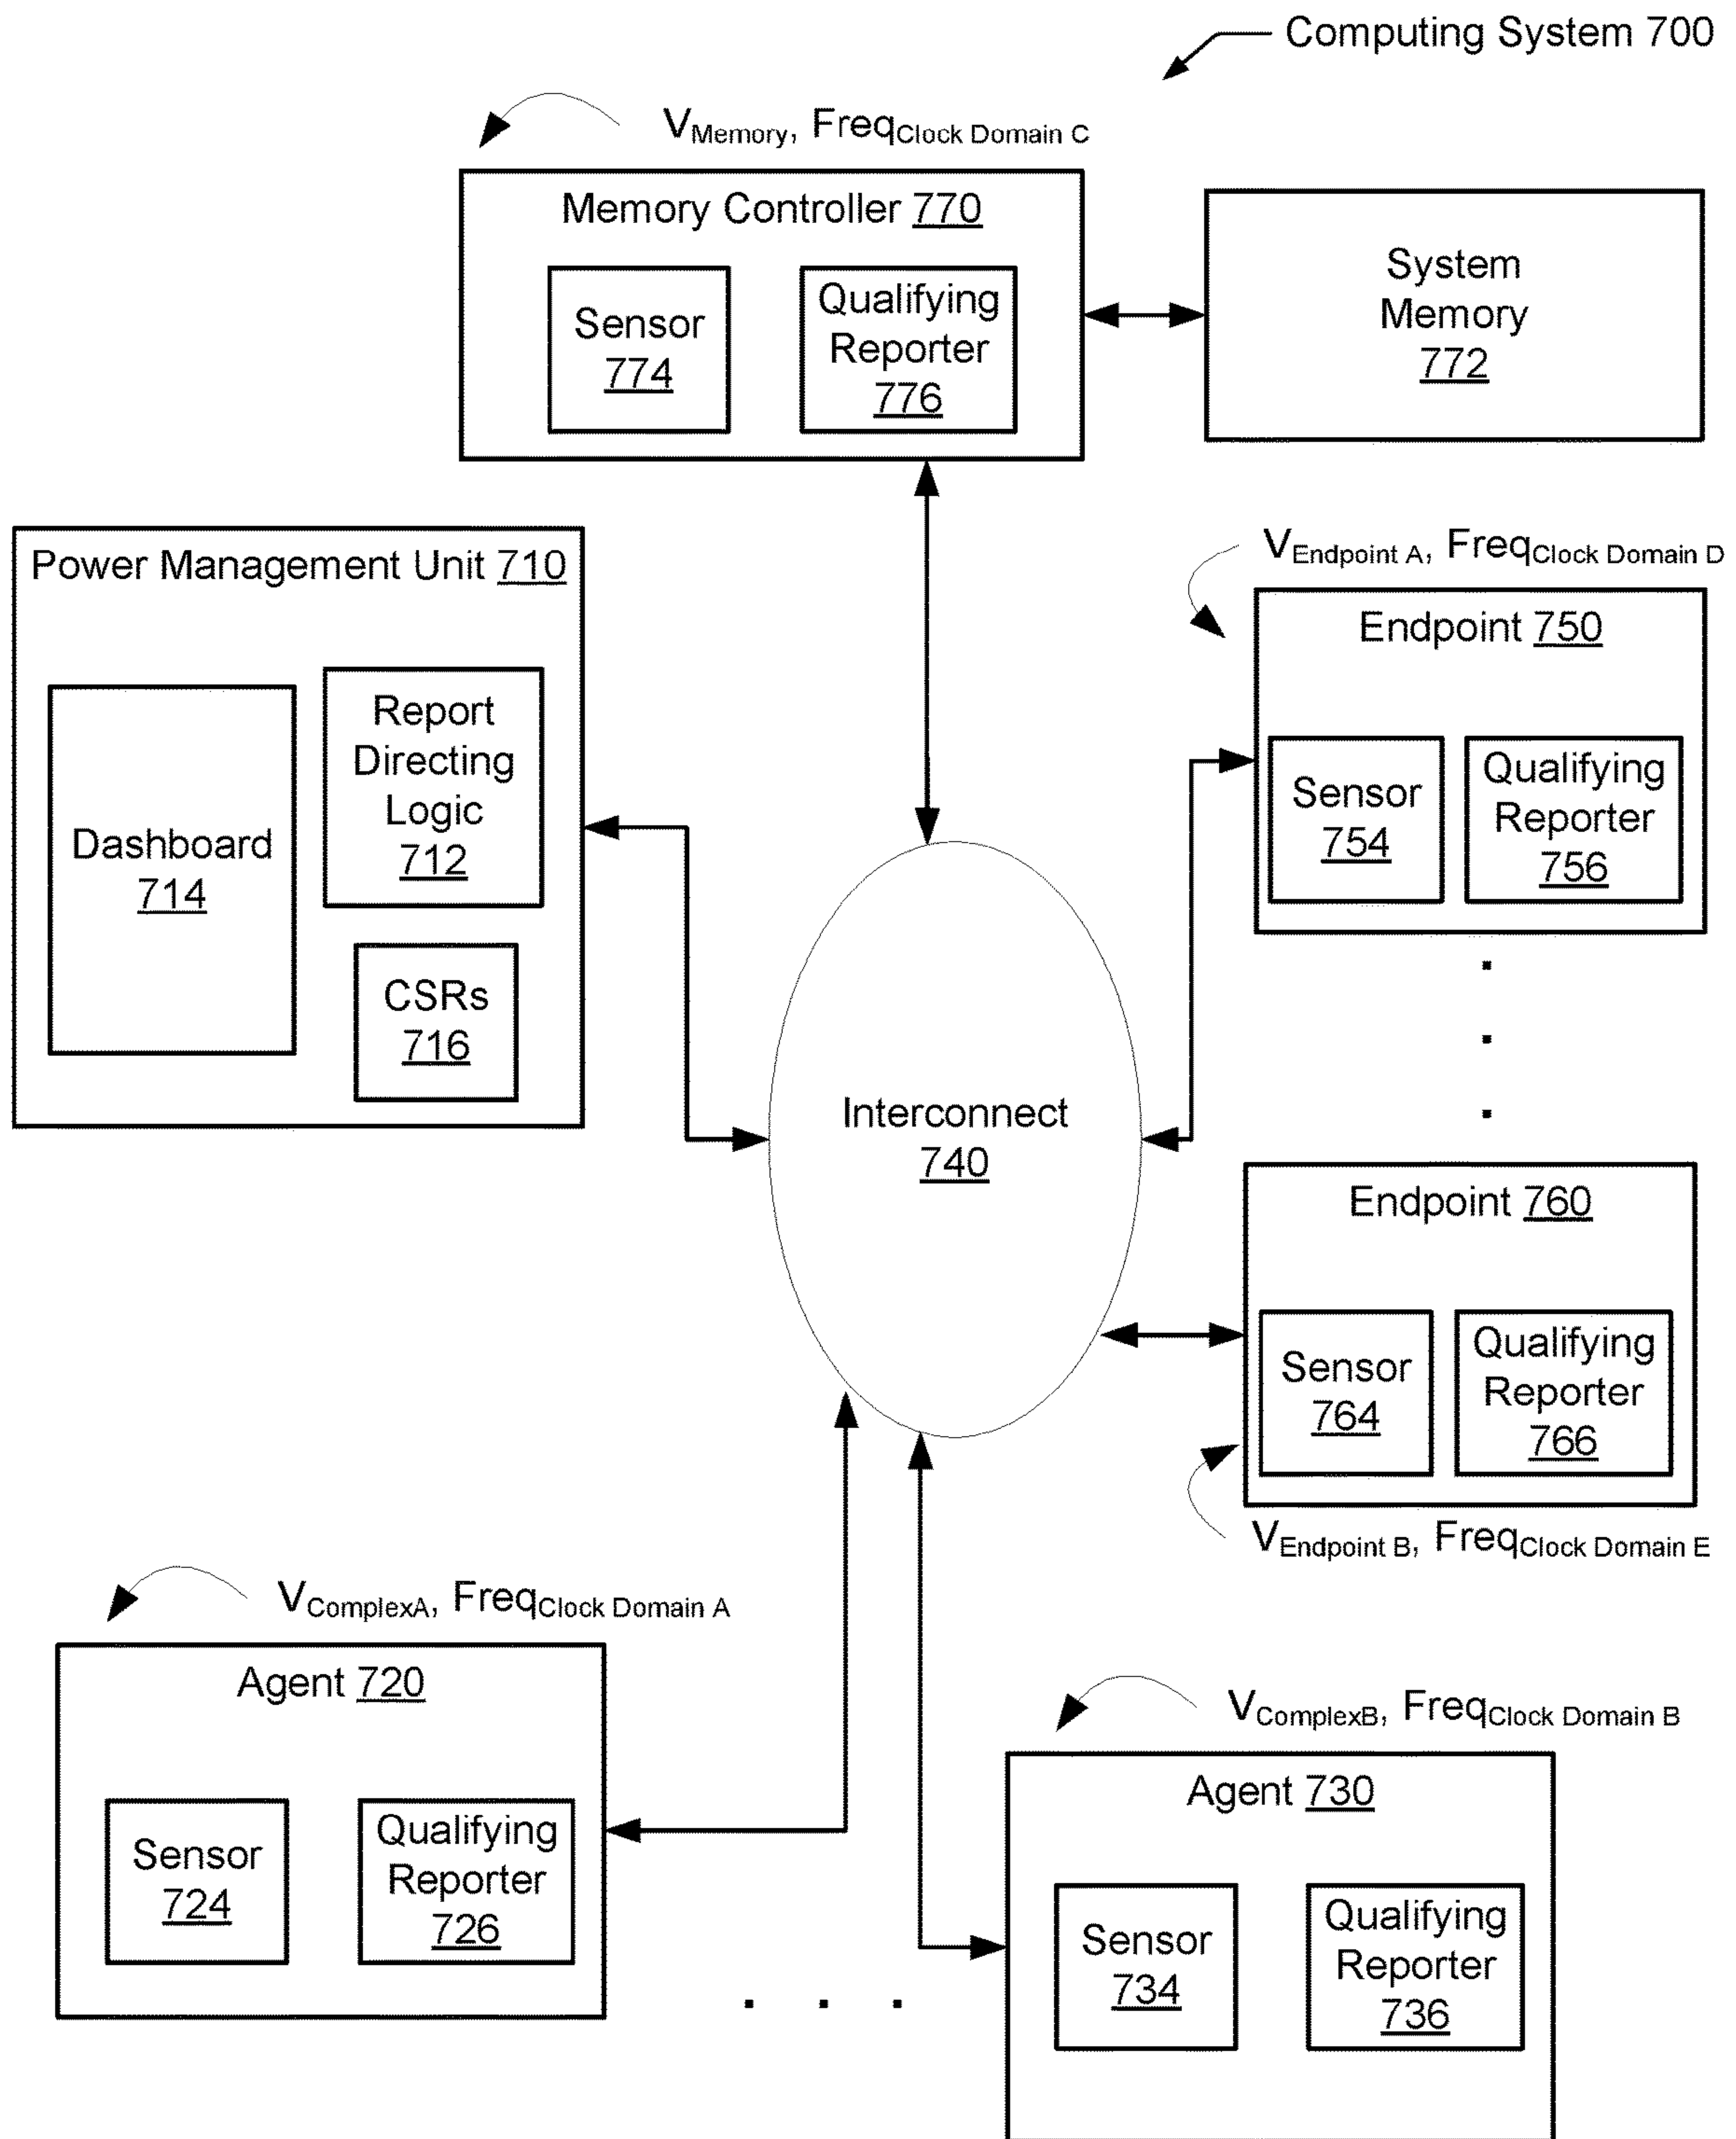 Computing System 700
VMemory, FreqClock Domain C
Memory Controller 770
Sensor
774
Qualifying
Reporter
776
System
Memory
772
Power Management Unit 710
Dashboard
714
Report
Directing
Logic
712
CSRs
716
VEndpoint A, FreqClock Domain D
Endpoint 750
Sensor
754
Qualifying
Reporter
756
.
.
.
Interconnect
740
Endpoint 760
Sensor
764
Qualifying
Reporter
766
VEndpoint B, FreqClock Domain E
VComplexA, FreqClock Domain A
Agent 720
Sensor
724
Qualifying
Reporter
726
. . .
VComplexB, FreqClock Domain B
Agent 730
Sensor
734
Qualifying
Reporter
736